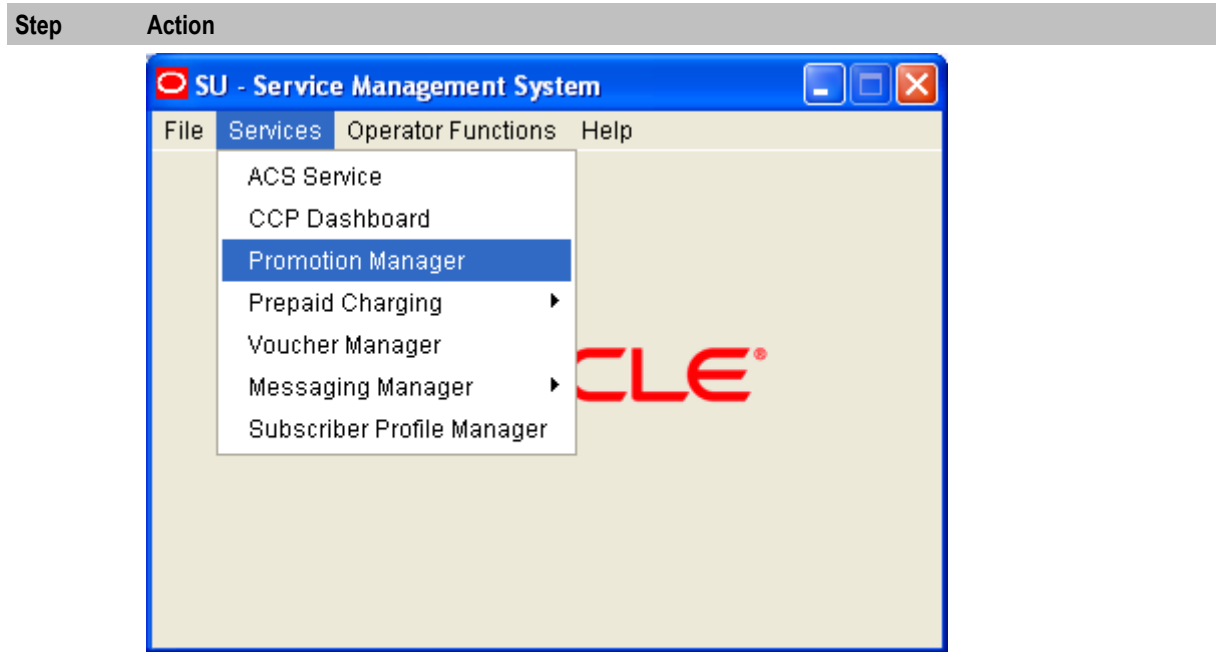 Step Action
SU - Service Management System
File Services Operator Functions Help
ACS Service
CCP Dashboard
Promotion Manager
Prepaid Charging
Voucher Manager
Messaging Manager
Subscriber Profile Manager
CLE®